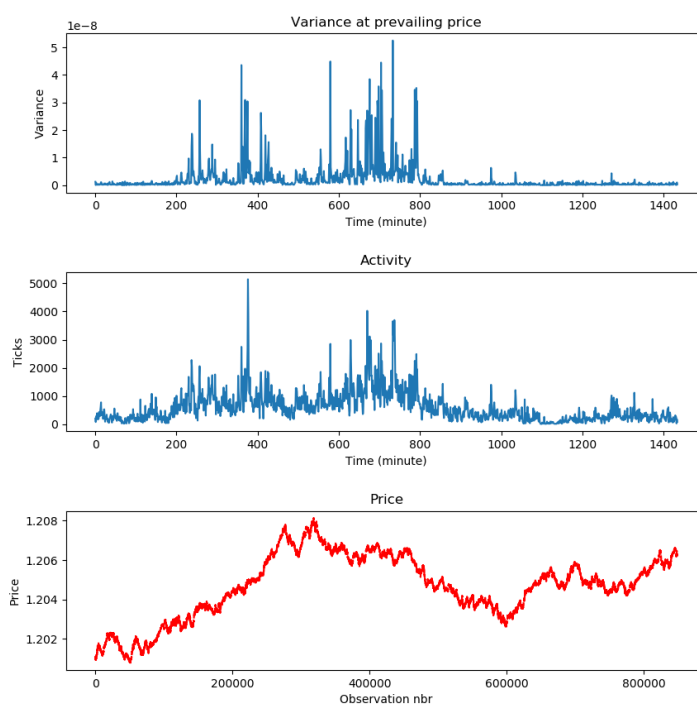 Variance at prevailing price
1e−8
5
4
3
2
1
0
Variance
0 200 400 600 800 1000 1200 1400
Time (minute)
Activity
5000
4000
3000
2000
1000
0
Ticks
0 200 400 600 800 1000 1200 1400
Time (minute)
Price
1.208
1.206
1.204
1.202
Price
0 200000 400000 600000 800000
Observation nbr